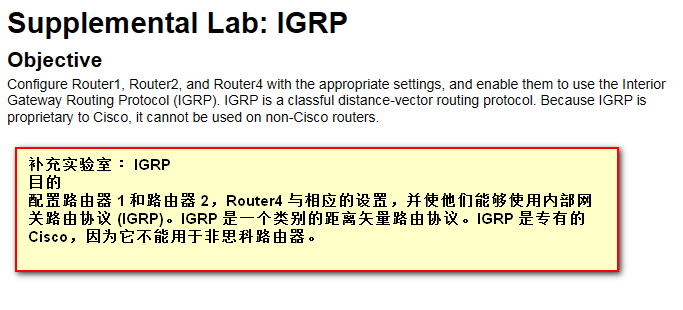 Supplemental Lab: IGRP
Objective
Configure Router1, Router2, and Router4 with the appropriate settings, and enable them to use the Interior
Gateway Routing Protocol (IGRP). IGRP is a classful distance-vector routing protocol. Because IGRP is
proprietary to Cisco, it cannot be used on non-Cisco routers.
补充实验室: IGRP
目的
配置路由器 1 和路由器 2，Router4 与相应的设置，并使他们能够使用内部网
关路由协议 (IGRP)。IGRP 是一个类别的距离矢量路由协议。IGRP 是专有的
Cisco，因为它不能用于非思科路由器。